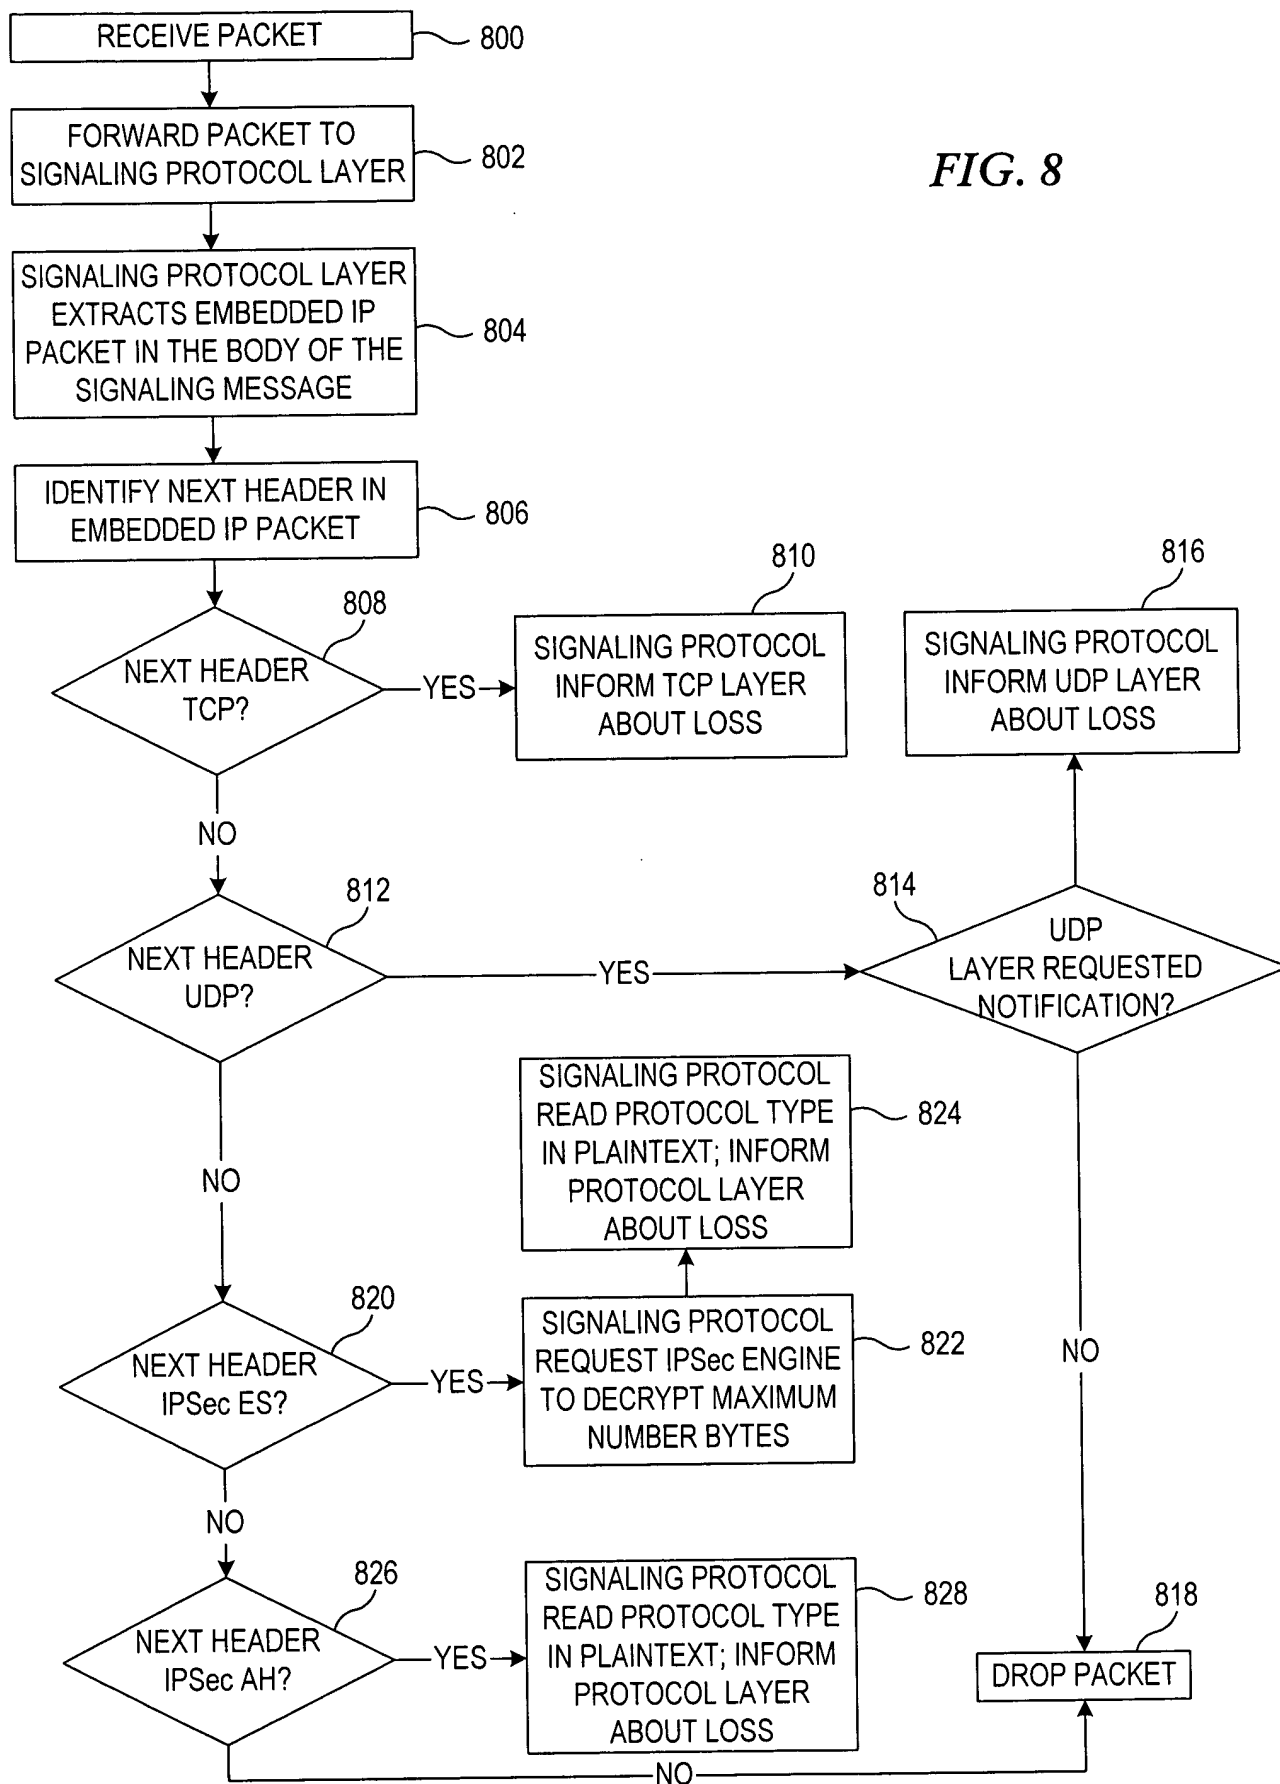 RECEIVE PACKET
800
FORWARD PACKET TO
SIGNALING PROTOCOL LAYER
802
FIG. 8
SIGNALING PROTOCOL LAYER
EXTRACTS EMBEDDED IP
PACKET IN THE BODY OF THE
SIGNALING MESSAGE
804
IDENTIFY NEXT HEADER IN
EMBEDDED IP PACKET
806
NEXT HEADER
TCP?
808
YES
SIGNALING PROTOCOL
INFORM TCP LAYER
ABOUT LOSS
810
SIGNALING PROTOCOL
INFORM UDP LAYER
ABOUT LOSS
816
NO
NEXT HEADER
UDP?
812
YES
UDP
LAYER REQUESTED
NOTIFICATION?
814
NO
SIGNALING PROTOCOL
READ PROTOCOL TYPE
IN PLAINTEXT; INFORM
PROTOCOL LAYER
ABOUT LOSS
824
NEXT HEADER
IPSec ES?
820
YES
SIGNALING PROTOCOL
REQUEST IPSec ENGINE
TO DECRYPT MAXIMUM
NUMBER BYTES
822
NO
NO
NEXT HEADER
IPSec AH?
826
YES
SIGNALING PROTOCOL
READ PROTOCOL TYPE
IN PLAINTEXT; INFORM
PROTOCOL LAYER
ABOUT LOSS
828
DROP PACKET
818
NO